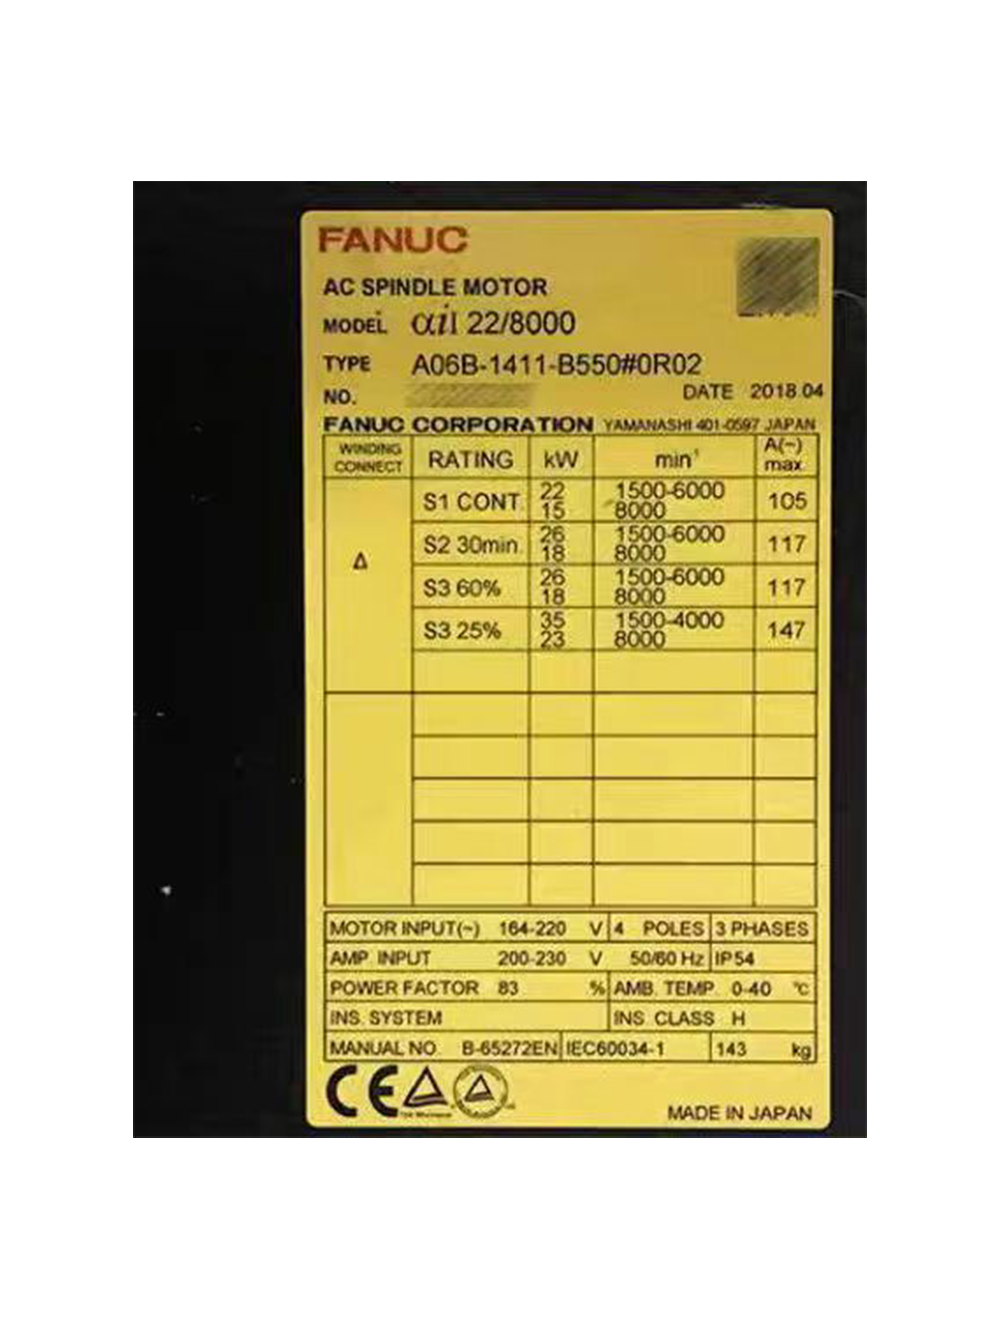 FANUC
AC SPINDLE MOTOR
MODEL αiI 22/8000
TYPE A06B-1411-B550#0R02
NO. DATE 2018.04
FANUC CORPORATION YAMANASHI 401-0597 JAPAN
WINDING CONNECT RATING kW min⁻¹ A(~) max
Δ S1 CONT. 22 1500-6000 105
15 8000
S2 30min. 26 1500-6000 117
18 8000
S3 60% 26 1500-6000 117
18 8000
S3 25% 35 1500-4000 147
23 8000
MOTOR INPUT(~) 164-220 V 4 POLES 3 PHASES
AMP INPUT 200-230 V 50/60 Hz IP54
POWER FACTOR 83 % AMB. TEMP. 0-40 ℃
INS. SYSTEM INS. CLASS H
MANUAL NO. B-65272EN IEC60034-1 143 kg
CE
MADE IN JAPAN